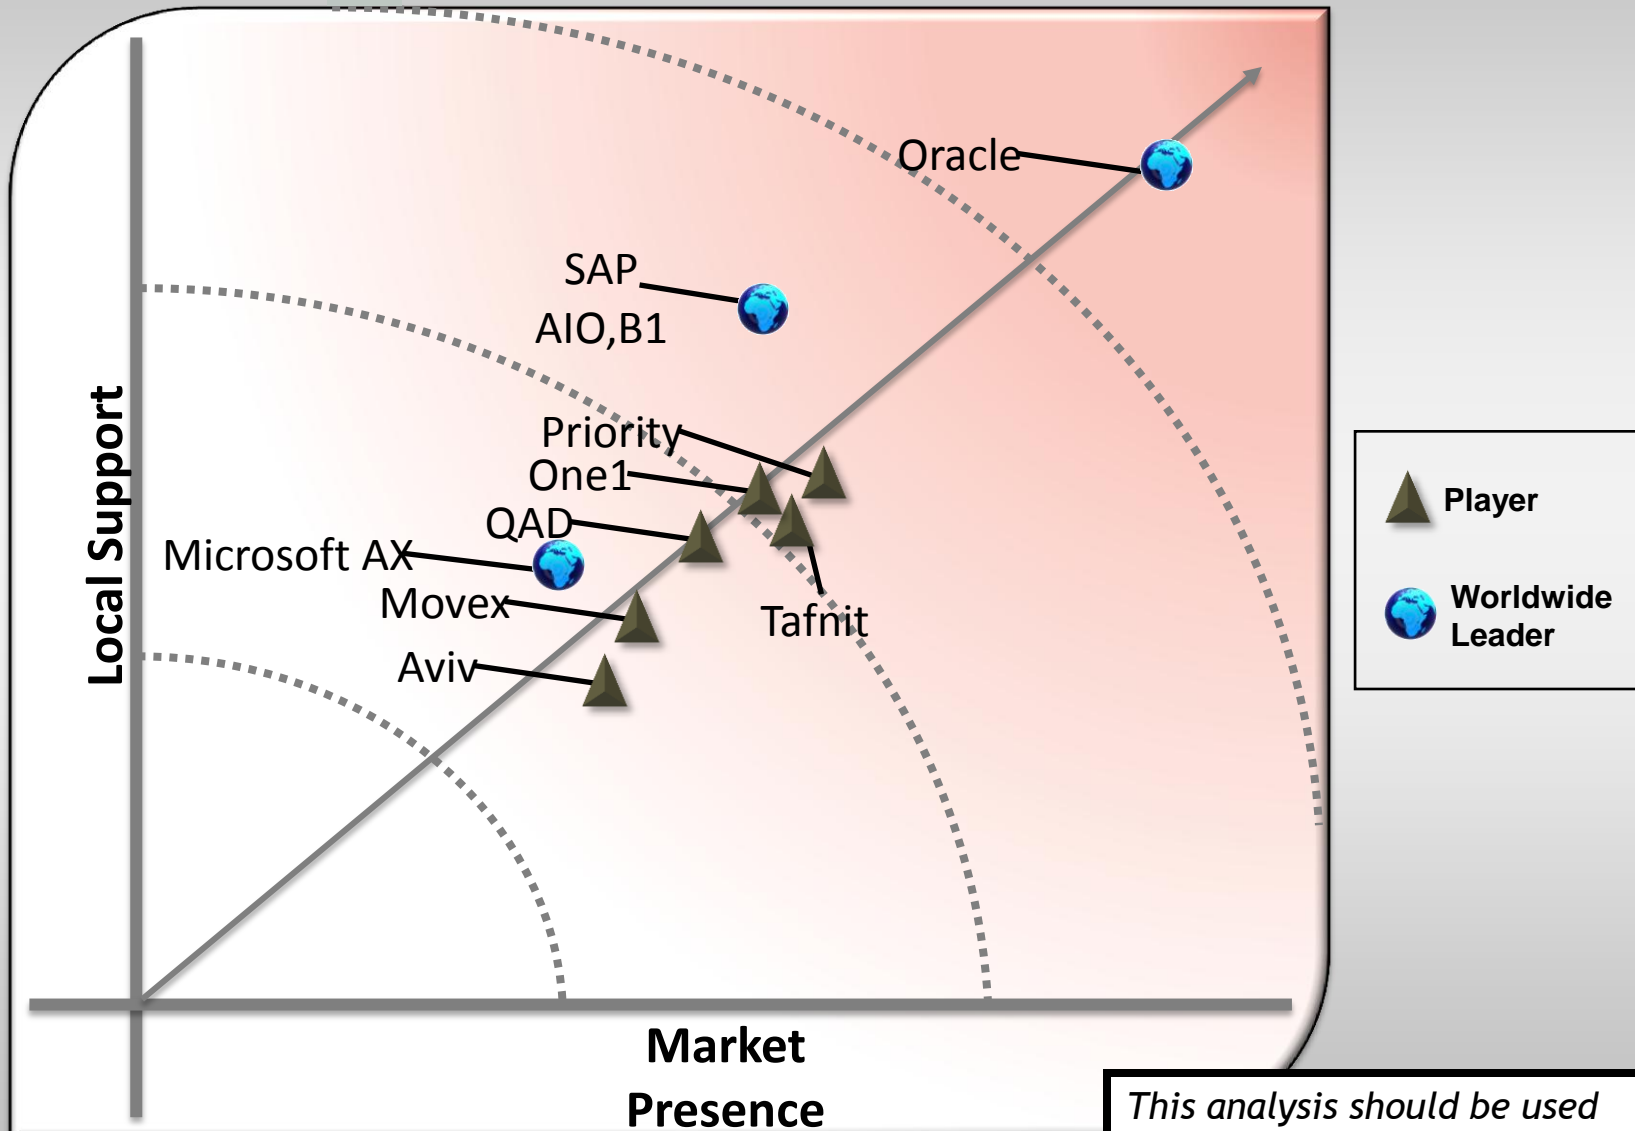 Oracle
SAP
AIO,B1
Priority
One1
QAD
Microsoft AX
Movex
Tafnit
Aviv
Local Support
Market
Presence
Player
Worldwide
Leader
This analysis should be used